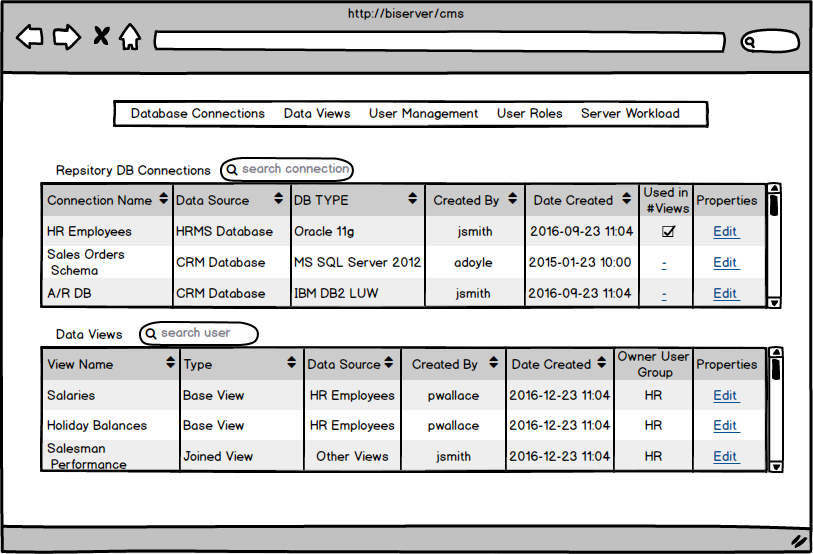 http://biserver/cms
Database Connections Data Views User Management User Roles Server Workload
Repsitory DB Connections search connection
Connection Name Data Source DB TYPE Created By Date Created Used in #Views Properties
HR Employees HRMS Database Oracle 11g jsmith 2016-09-23 11:04 Edit
Sales Orders Schema CRM Database MS SQL Server 2012 adoyle 2015-01-23 10:00 - Edit
A/R DB CRM Database IBM DB2 LUW jsmith 2016-09-23 11:04 - Edit
Data Views search user
View Name Type Data Source Created By Date Created Owner User Group Properties
Salaries Base View HR Employees pwallace 2016-12-23 11:04 HR Edit
Holiday Balances Base View HR Employees pwallace 2016-12-23 11:04 HR Edit
Salesman Performance Joined View Other Views jsmith 2016-12-23 11:04 HR Edit